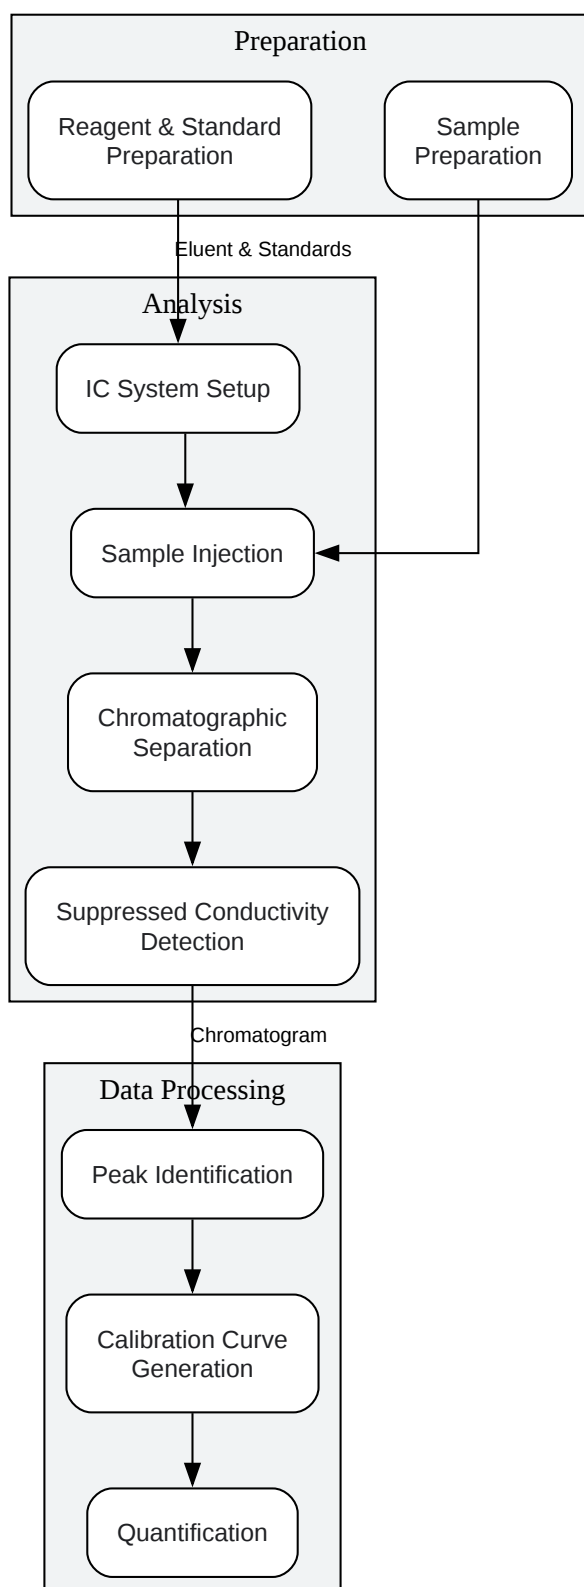 Preparation
Reagent & Standard
Preparation
Sample
Preparation
Eluent & Standards
Analysis
IC System Setup
Sample Injection
Chromatographic
Separation
Suppressed Conductivity
Detection
Chromatogram
Data Processing
Peak Identification
Calibration Curve
Generation
Quantification